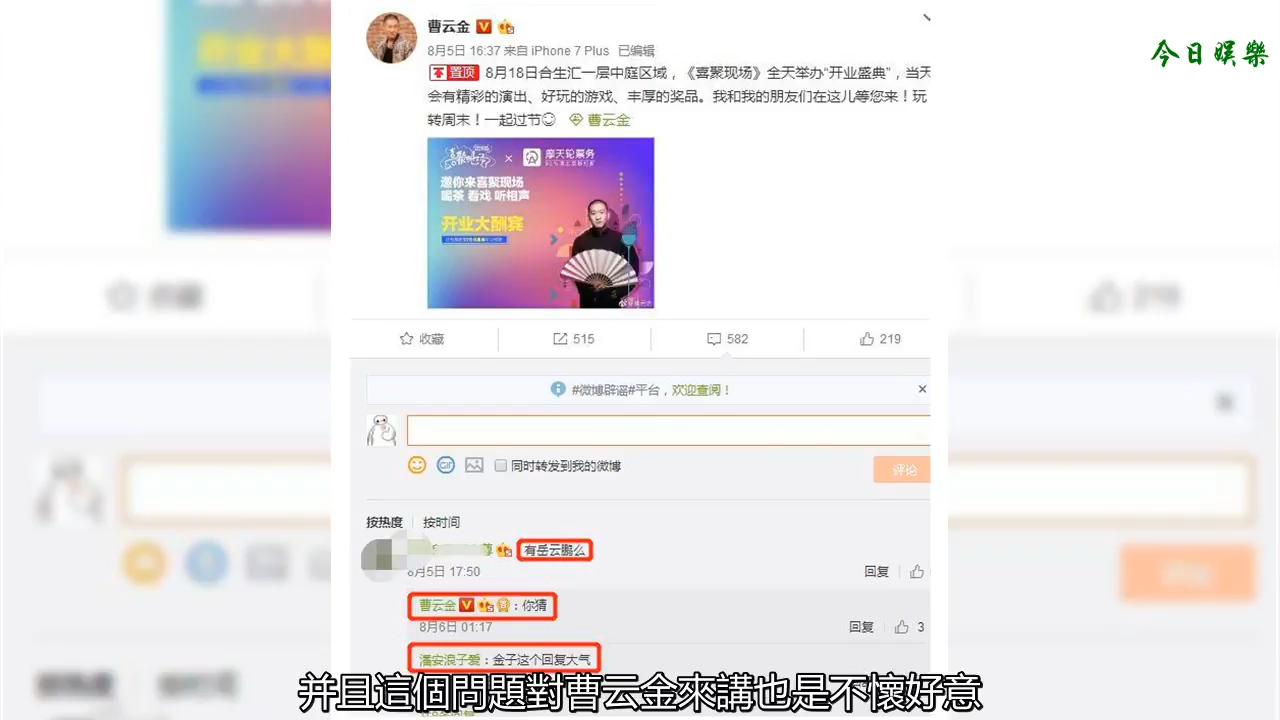 今日娱樂
曹云金
8月5日 16:37 来自 iPhone 7 Plus 已编辑
置顶 8月18日合生汇一层中庭区域，《喜聚现场》全天举办“开业盛典”，当天
会有精彩的演出、好玩的游戏、丰厚的奖品。我和我的朋友们在这儿等您来！玩
转周末！一起过节 曹云金
摩天轮票务
邀你来喜聚现场
喝茶 看戏 听相声
开业大酬宾
收藏 515 582 219
#微博辟谣#平台，欢迎查阅！
GIF 同时转发到我的微博
评论
按热度 按时间
有岳云鹏么
8月5日 17:50 回复
曹云金：你猜
8月6日 01:17 回复 3
潘安浪子爱：金子这个回复大气
并且這個問題對曹云金來講也是不懷好意